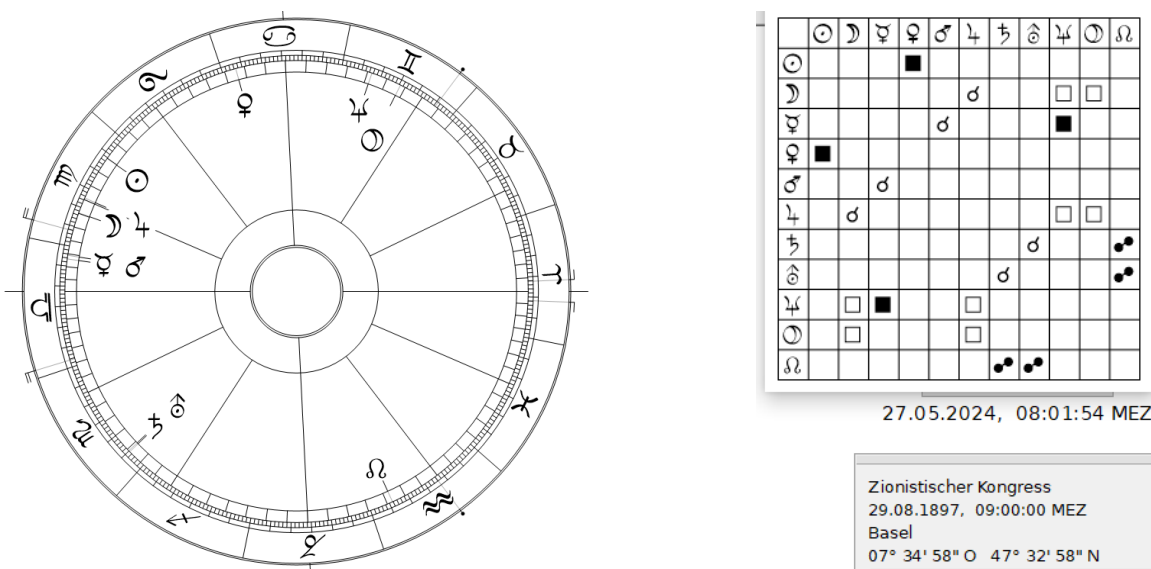 27.05.2024, 08:01:54 MEZ
Zionistischer Kongress
29.08.1897, 09:00:00 MEZ
Basel
07° 34' 58" O 47° 32' 58" N